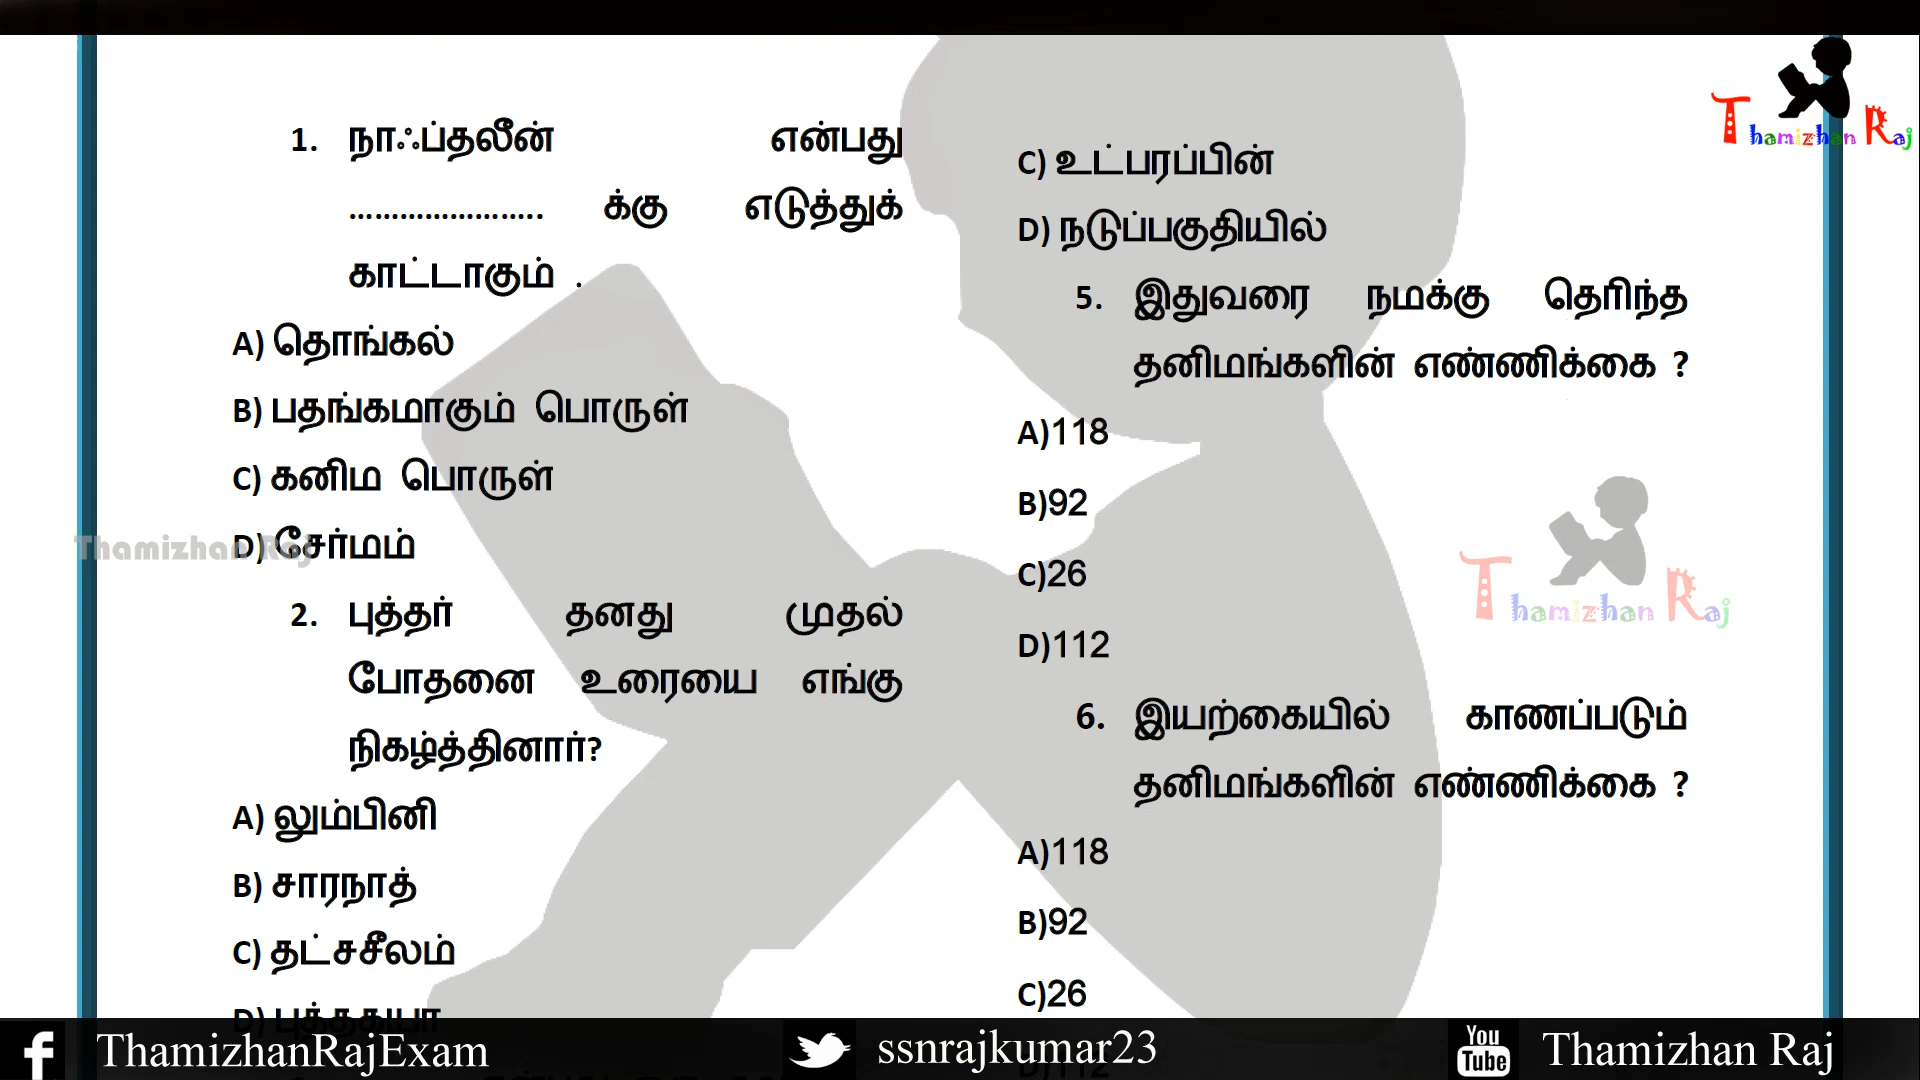 1. நாஃப்தலீன் என்பது
………………….. க்கு எடுத்துக்
காட்டாகும் .
A) தொங்கல்
B) பதங்கமாகும் பொருள்
C) கனிம பொருள்
D) சேர்மம்
2. புத்தர் தனது முதல்
போதனை உரையை எங்கு
நிகழ்த்தினார்?
A) லும்பினி
B) சாரநாத்
C) தட்சசீலம்
D) புத்தகயா
C) உட்பரப்பின்
D) நடுப்பகுதியில்
5. இதுவரை நமக்கு தெரிந்த
தனிமங்களின் எண்ணிக்கை ?
A)118
B)92
C)26
D)112
6. இயற்கையில் காணப்படும்
தனிமங்களின் எண்ணிக்கை ?
A)118
B)92
C)26
D)112
Thamizhan Raj
Thamizhan Raj
Thamizhan Raj
ThamizhanRajExam
ssnrajkumar23
You Tube
Thamizhan Raj